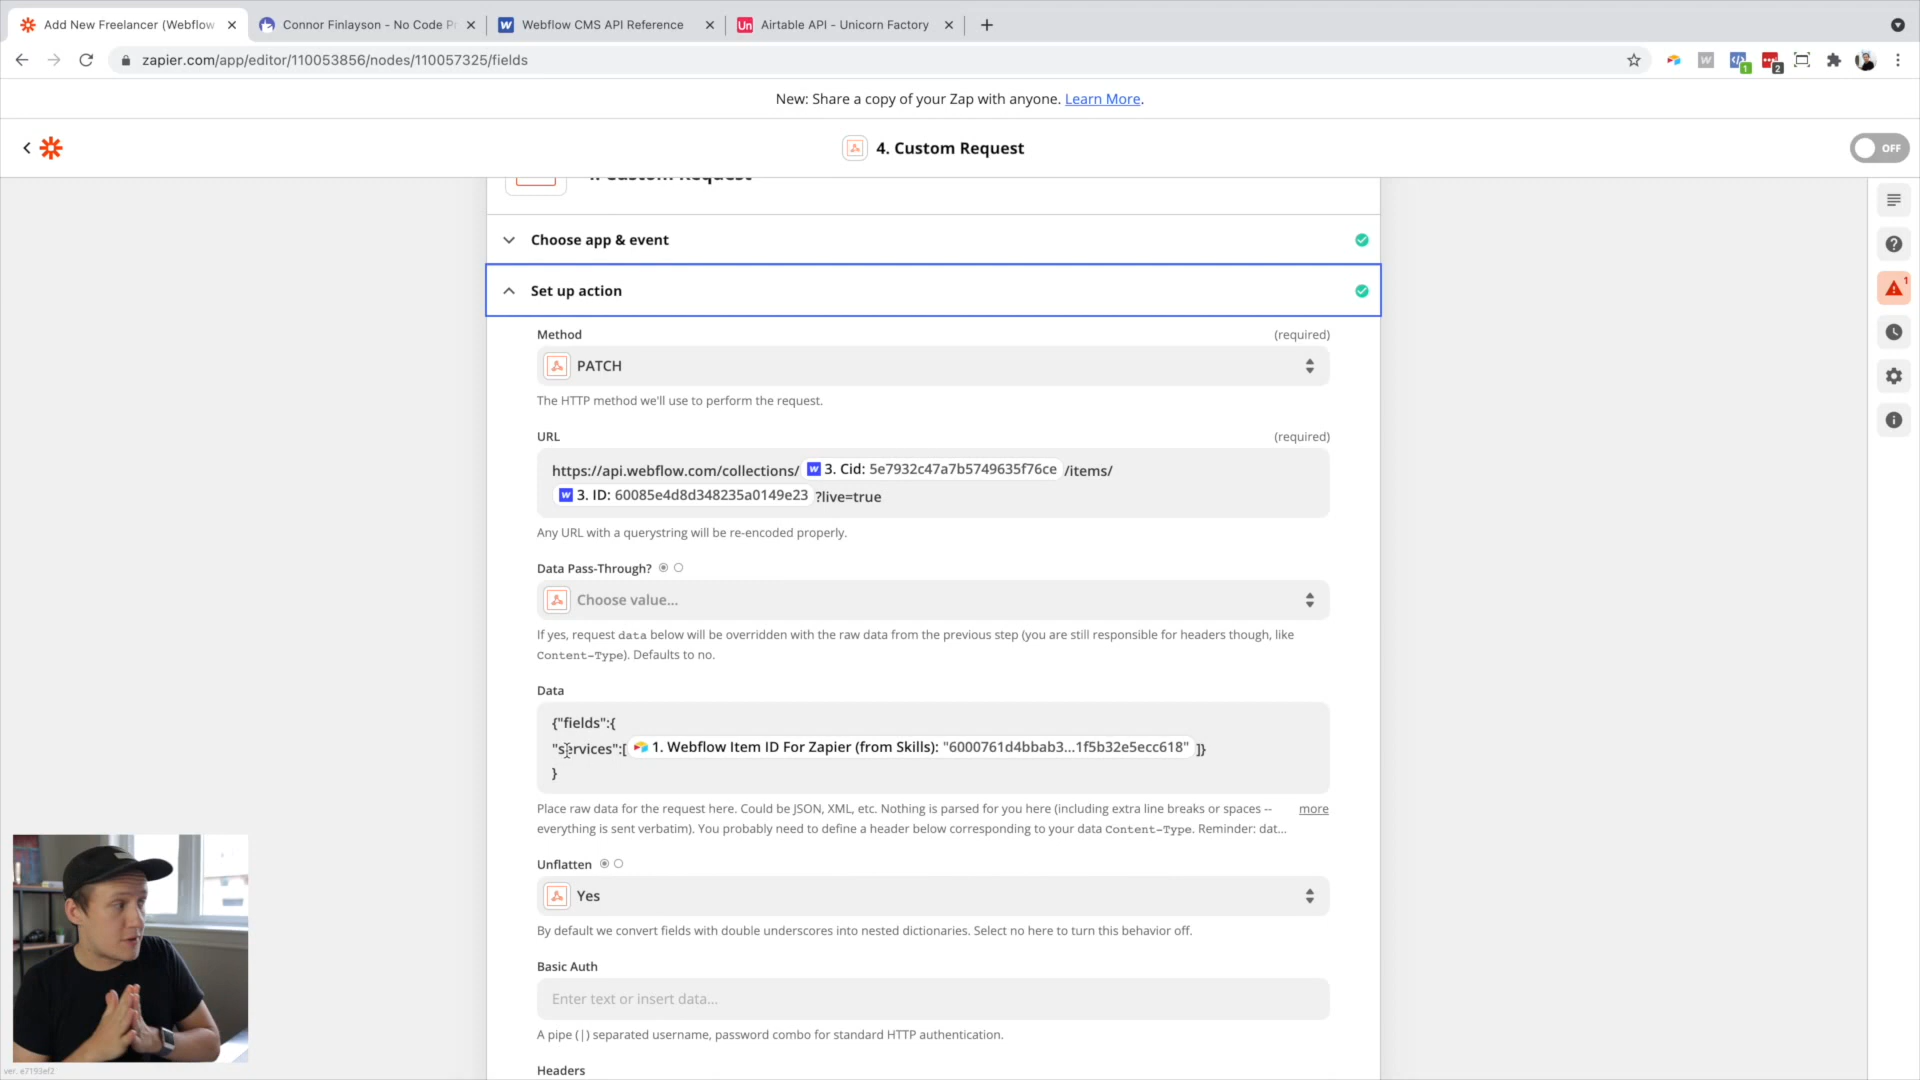 Add New Freelancer (Webflow
Connor Finlayson - No Code Pr
Webflow CMS API Reference
Un
Airtable API - Unicorn Factory
zapier.com/app/editor/110053856/nodes/110057325/fields
1
2
New: Share a copy of your Zap with anyone. Learn More.
4. Custom Request
OFF
4. Custom Request
Choose app & event
1
Set up action
Method
(required)
PATCH
The HTTP method we'll use to perform the request.
URL
(required)
https://api.webflow.com/collections/ 3. Cid: 5e7932c47a7b5749635f76ce /items/
3. ID: 60085e4d8d348235a0149e23 ?live=true
Any URL with a querystring will be re-encoded properly.
Data Pass-Through?
Choose value...
If yes, request data below will be overridden with the raw data from the previous step (you are still responsible for headers though, like
Content-Type). Defaults to no.
Data
{"fields":{
"services":[ 1. Webflow Item ID For Zapier (from Skills): "6000761d4bbab3...1f5b32e5ecc618" ]}
}
Place raw data for the request here. Could be JSON, XML, etc. Nothing is parsed for you here (including extra line breaks or spaces --
more
everything is sent verbatim). You probably need to define a header below corresponding to your data Content-Type. Reminder: dat...
Unflatten
Yes
By default we convert fields with double underscores into nested dictionaries. Select no here to turn this behavior off.
Basic Auth
Enter text or insert data...
A pipe (|) separated username, password combo for standard HTTP authentication.
Headers
ver. e7193ef2